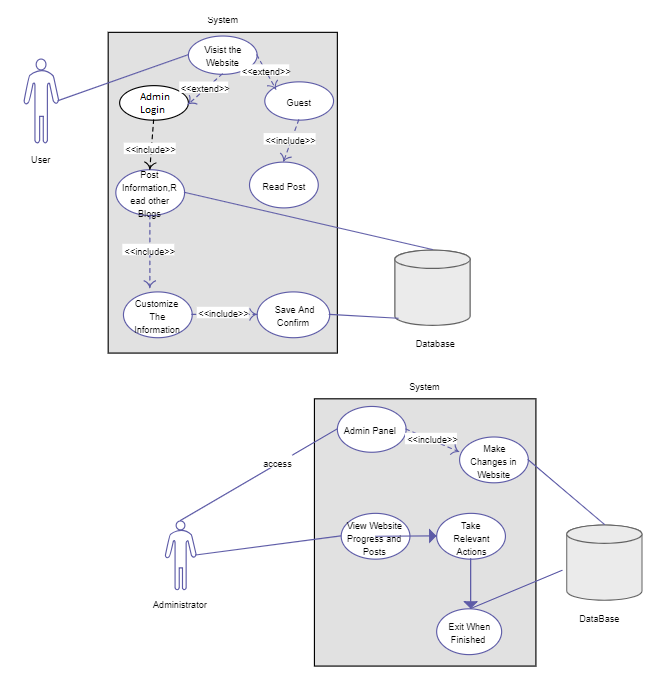 System
Visist the
Website
<<extend>>
<<extend>>
Admin
Login
Guest
<<include>>
<<include>>
User
Post
Information,R
ead other
Blogs
Read Post
<<include>>
Customize
The
Information
<<include>>
Save And
Confirm
Database
System
Admin Panel
<<include>>
Make
Changes in
Website
access
View Website
Progress and
Posts
Take
Relevant
Actions
Administrator
DataBase
Exit When
Finished